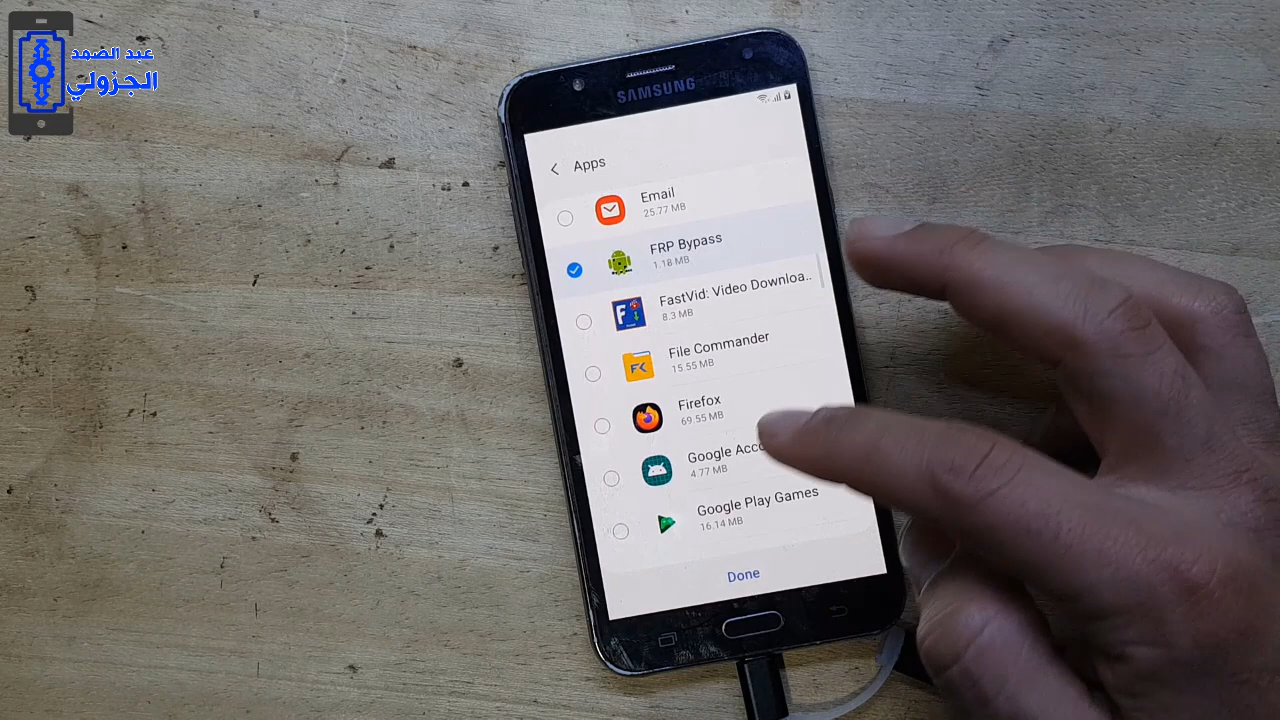 عبد الضمد
الجزولي
SAMSUNG
Apps
Email
25.77 MB
FRP Bypass
1.18 MB
FastVid: Video Downloa..
8.3 MB
File Commander
15.55 MB
Firefox
69.55 MB
Google Acco
4.77 MB
Google Play Games
16.14 MB
Done